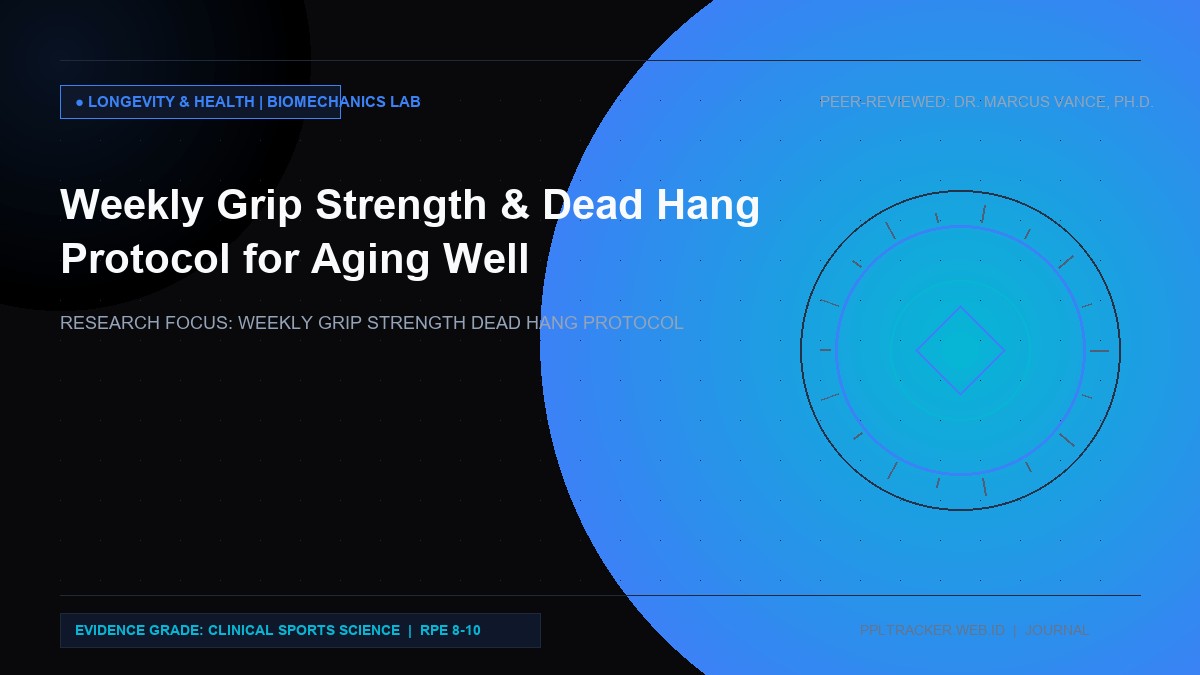 ● LONGEVITY & HEALTH | BIOMECHANICS LAB
PEER-REVIEWED: DR. MARCUS VANCE, PH.D.
Weekly Grip Strength & Dead Hang
Protocol for Aging Well
RESEARCH FOCUS: WEEKLY GRIP STRENGTH DEAD HANG PROTOCOL
EVIDENCE GRADE: CLINICAL SPORTS SCIENCE | RPE 8-10
PPLTRACKER.WEB.ID | JOURNAL